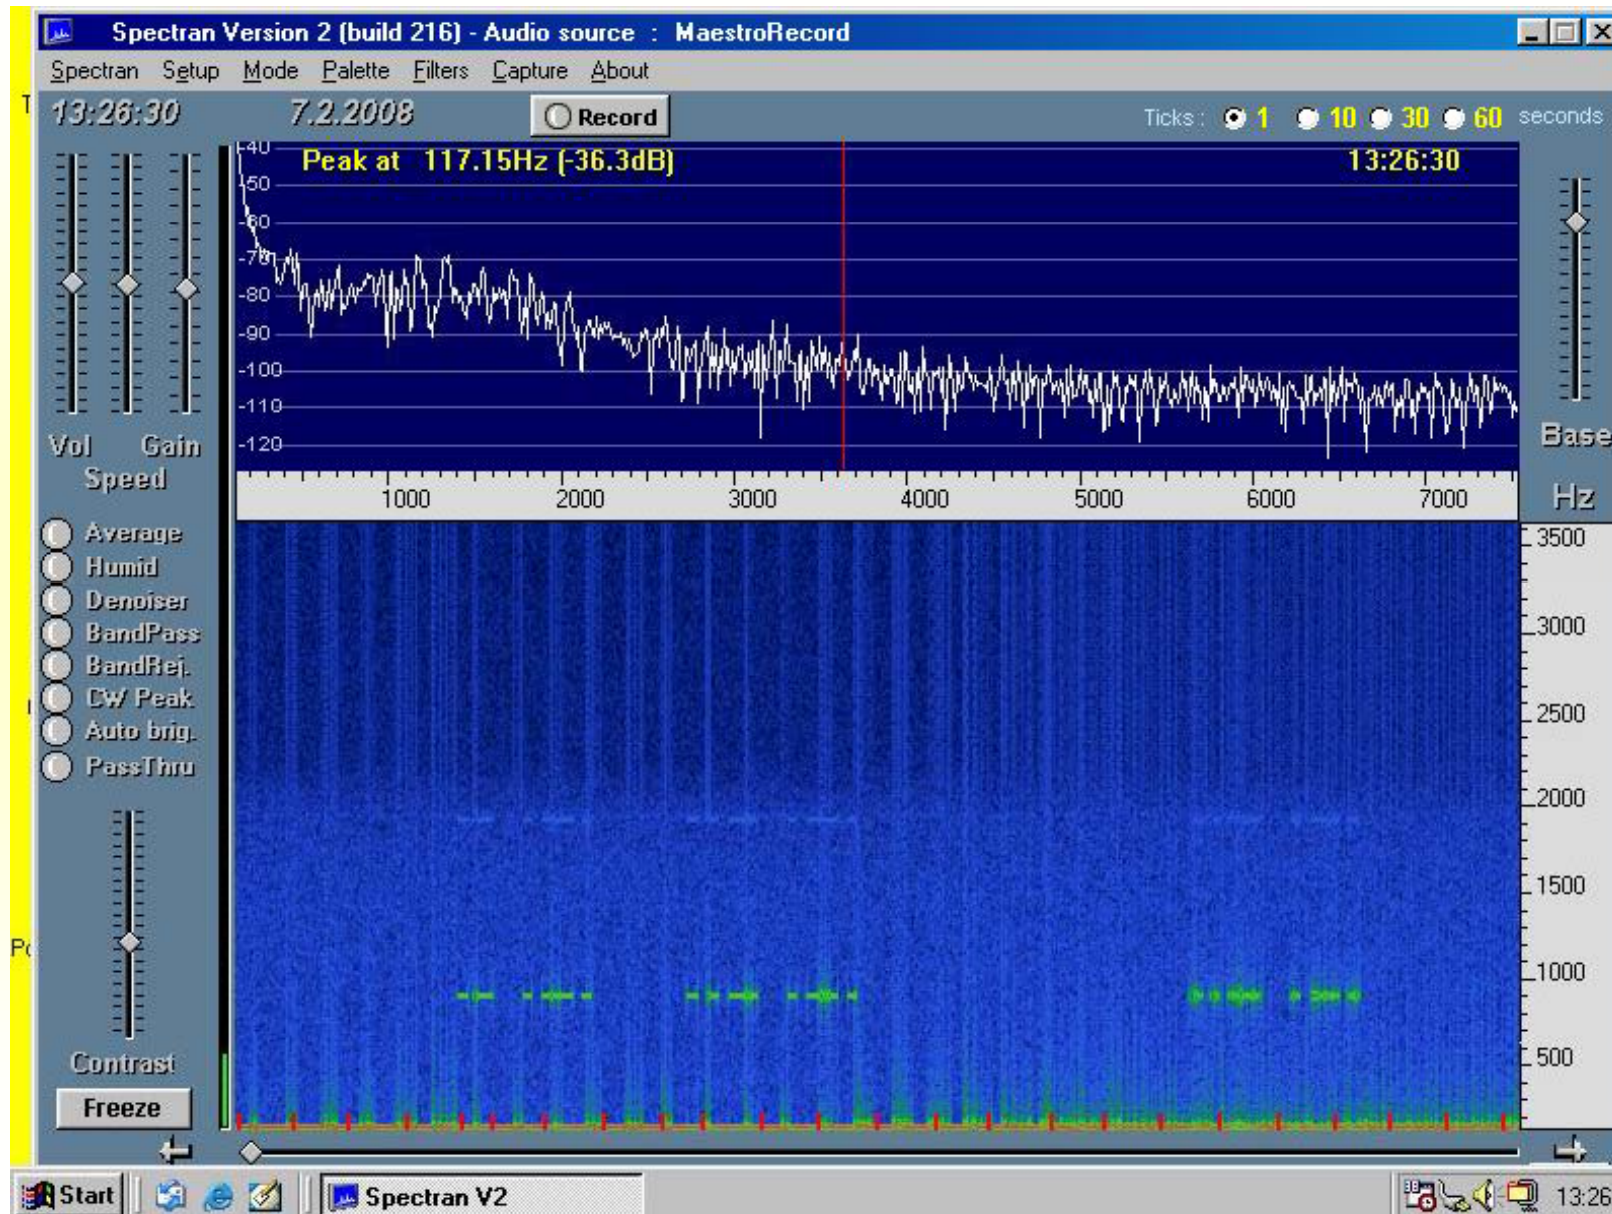 Spectran Version 2 (build 216) - Audio source : MaestroRecord
Spectran Setup Mode Palette Filters Capture About
13:26:30 7.2.2008 Record Ticks: 1 10 30 60 seconds
Peak at 117.15Hz (-36.3dB) 13:26:30
-40
-50
-60
-70
-80
-90
-100
-110
-120
Vol Gain
Speed
Base
1000 2000 3000 4000 5000 6000 7000 Hz
Average
Humid
Denoiser
BandPass
BandRej.
CW Peak
Auto brig.
PassThru
3500
3000
2500
2000
1500
1000
500
Contrast
Freeze
Start Spectran V2 13:26